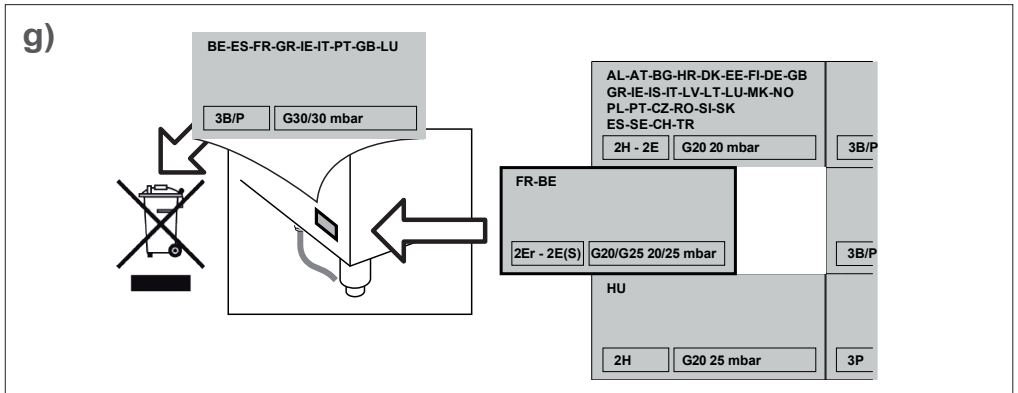 g)
BE-ES-FR-GR-IE-IT-PT-GB-LU
3B/P
G30/30 mbar
AL-AT-BG-HR-DK-EE-FI-DE-GB
GR-IE-IS-IT-LV-LT-LU-MK-NO
PL-PT-CZ-RO-SI-SK
ES-SE-CH-TR
2H - 2E
G20 20 mbar
3B/P
FR-BE
2Er - 2E(S)
G20/G25 20/25 mbar
3B/P
HU
2H
G20 25 mbar
3P